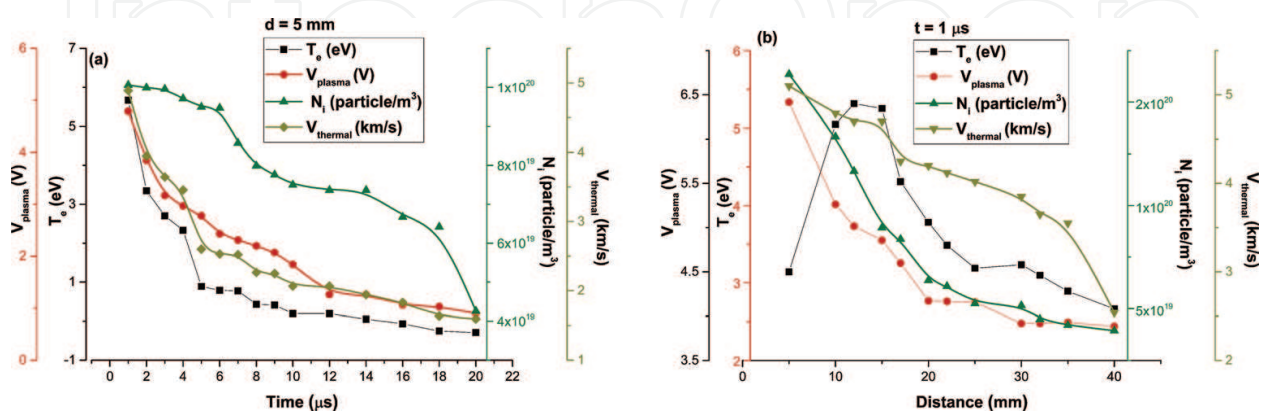 d = 5 mm
(a)
T_e (eV)
V_plasma (V)
N_i (particle/m^3)
V_thermal (km/s)
V_plasma (V)
6
4
2
0
T_e (eV)
7
5
3
1
-1
0 2 4 6 8 10 12 14 16 18 20 22
Time (μs)
1x10^20
8x10^19
6x10^19
4x10^19
N_i (particle/m^3)
5
4
3
2
1
V_thermal (km/s)
t = 1 μs
(b)
T_e (eV)
V_plasma (V)
N_i (particle/m^3)
V_thermal (km/s)
V_plasma (V)
6.5
5.5
4.5
3.5
T_e (eV)
6
5
4
3
2
0 10 20 30 40
Distance (mm)
2x10^20
1x10^20
5x10^19
N_i (particle/m^3)
5
4
3
2
V_thermal (km/s)